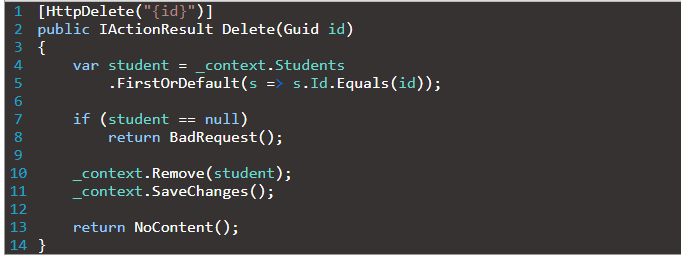 1 [HttpDelete("{id}")]
2 public IActionResult Delete(Guid id)
3 {
4     var student = _context.Students
5         .FirstOrDefault(s => s.Id.Equals(id));
6
7     if (student == null)
8         return BadRequest();
9
10     _context.Remove(student);
11     _context.SaveChanges();
12
13     return NoContent();
14 }